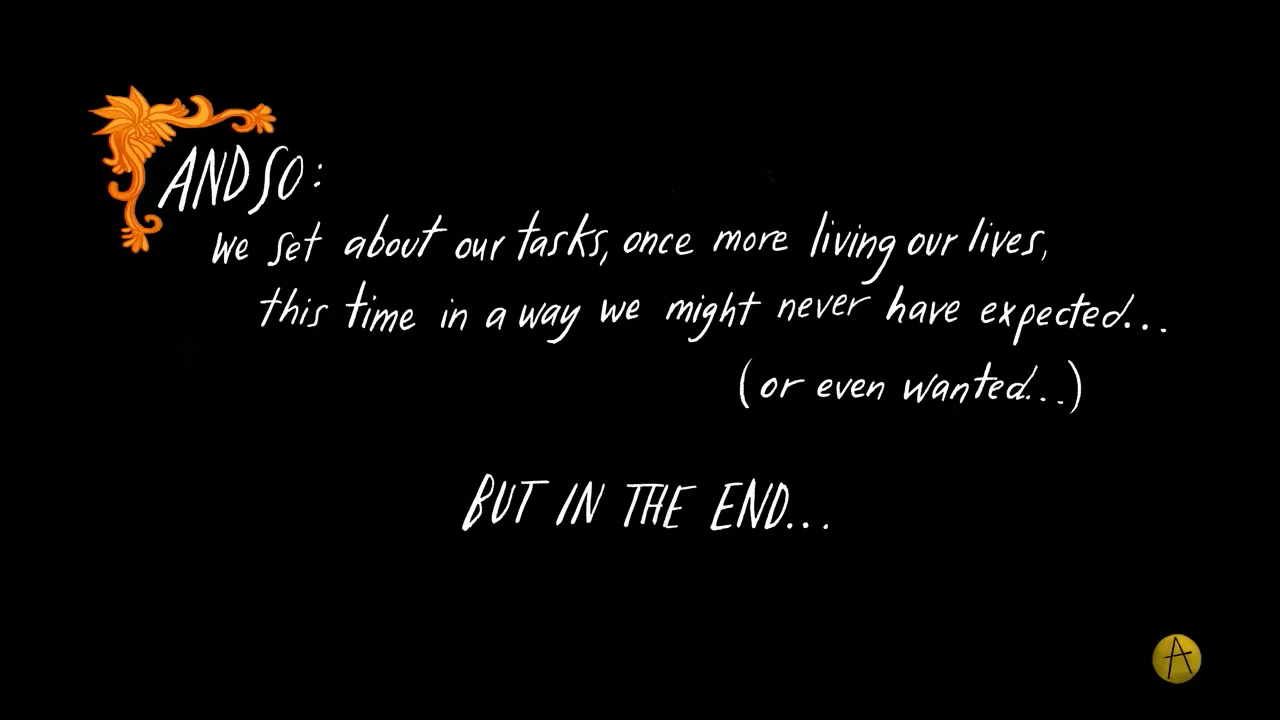 AND SO:
We set about our tasks, once more living our lives,
this time in a way we might never have expected...
(or even wanted...)
BUT IN THE END...
A